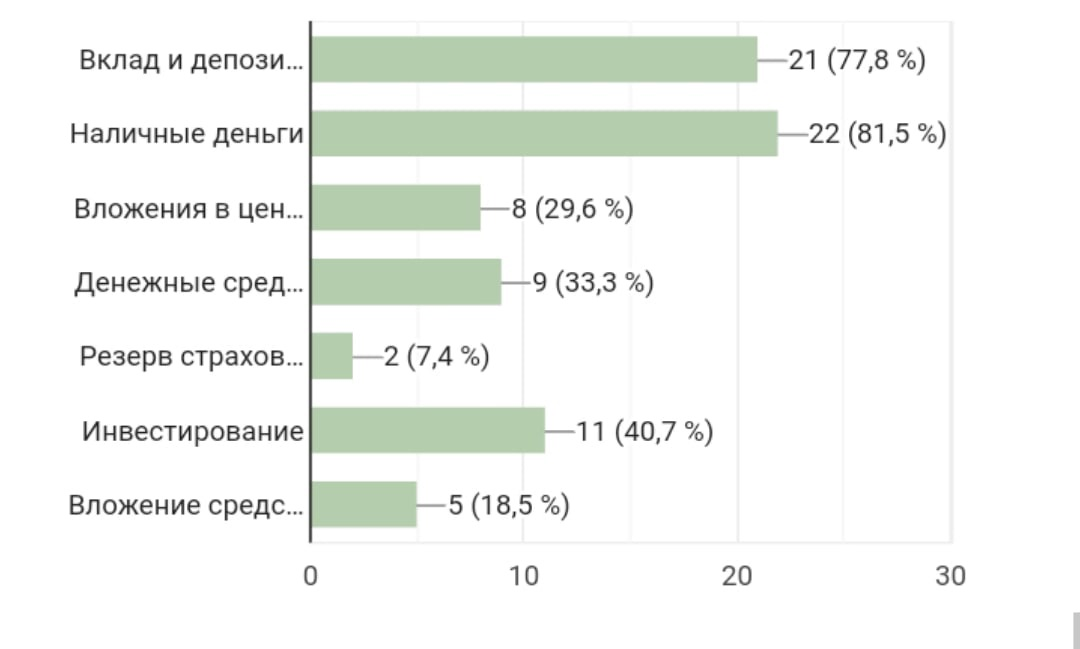 Вклад и депози... 21 (77,8 %)
Наличные деньги 22 (81,5 %)
Вложения в цен... 8 (29,6 %)
Денежные сред... 9 (33,3 %)
Резерв страхов... 2 (7,4 %)
Инвестирование 11 (40,7 %)
Вложение средс... 5 (18,5 %)
0 10 20 30